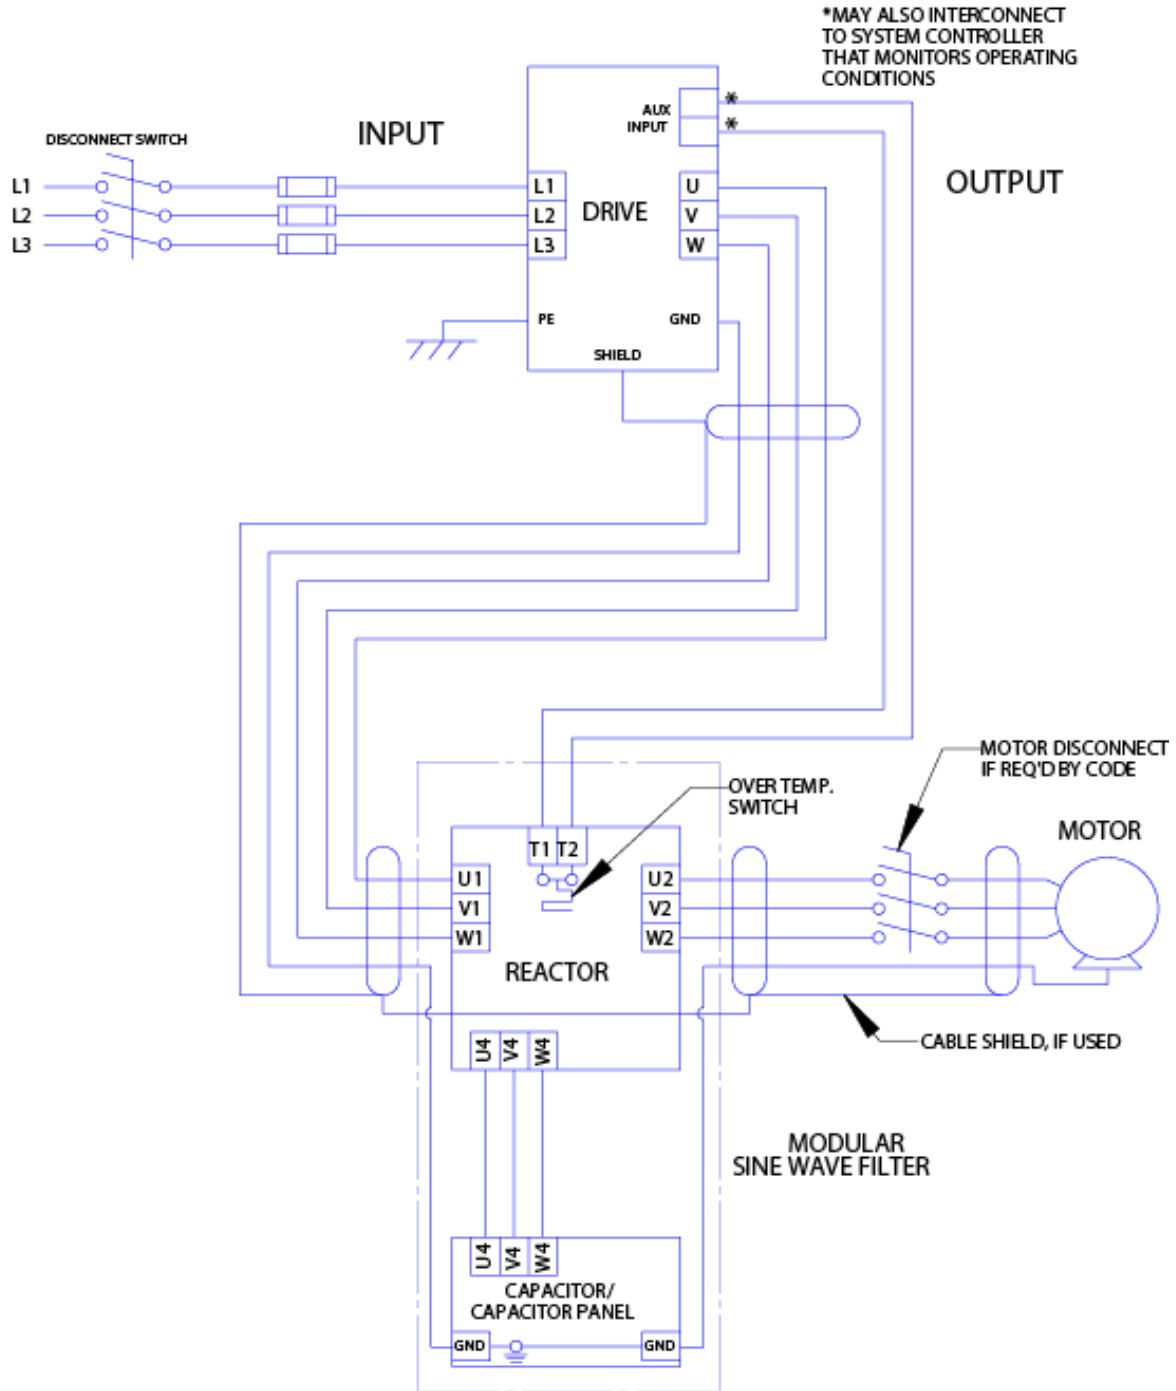 *MAY ALSO INTERCONNECT
TO SYSTEM CONTROLLER
THAT MONITORS OPERATING
CONDITIONS
DISCONNECT SWITCH
INPUT
OUTPUT
AUX
INPUT
*
*
L1
L2
L3
L1
L2
L3
DRIVE
U
V
W
PE
GND
SHIELD
MOTOR DISCONNECT
IF REQ'D BY CODE
OVER TEMP.
SWITCH
MOTOR
T1 T2
U1
V1
W1
U2
V2
W2
REACTOR
U4 V4 W4
CABLE SHIELD, IF USED
MODULAR
SINE WAVE FILTER
U4 V4 W4
CAPACITOR/
CAPACITOR PANEL
GND
GND